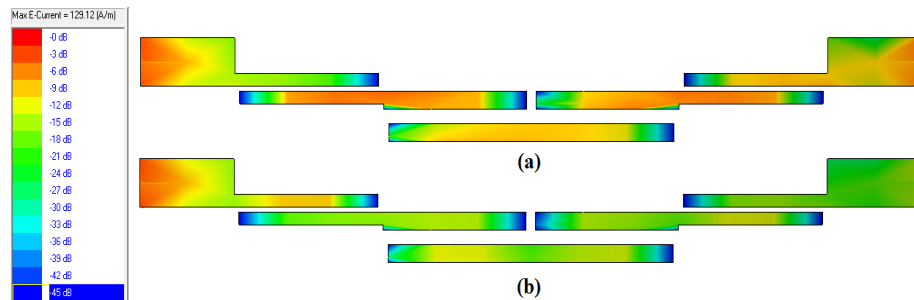 Max E-Current = 129.12 (A/m)
-0 dB
-3 dB
-6 dB
-9 dB
-12 dB
-15 dB
-18 dB
-21 dB
-24 dB
-27 dB
-30 dB
-33 dB
-36 dB
-39 dB
-42 dB
-45 dB
(a)
(b)